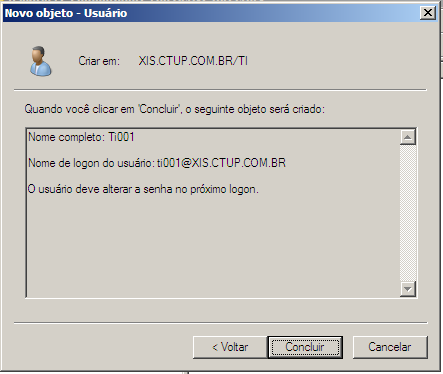 Novo objeto - Usuário
Criar em: XIS.CTUP.COM.BR/TI
Quando você clicar em 'Concluir', o seguinte objeto será criado:
Nome completo: Ti001
Nome de logon do usuário: ti001@XIS.CTUP.COM.BR
O usuário deve alterar a senha no próximo logon.
< Voltar
Concluir
Cancelar